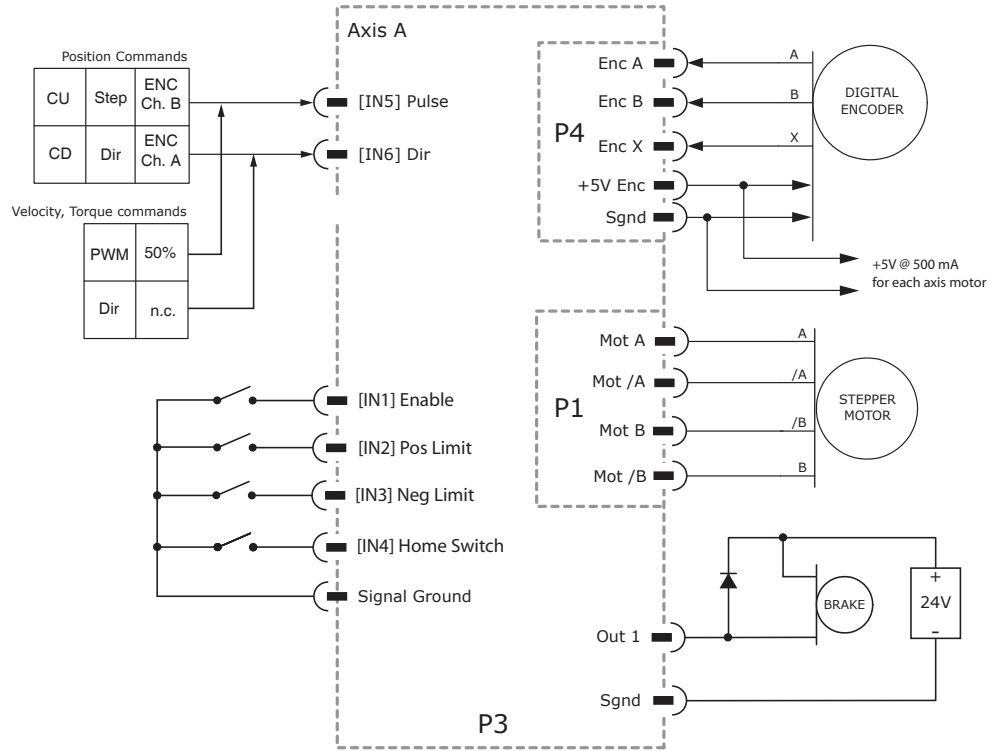 Axis A
Position Commands
CU Step ENC Ch. B
CD Dir ENC Ch. A
[IN5] Pulse
[IN6] Dir
Velocity, Torque commands
PWM 50%
Dir n.c.
[IN1] Enable
[IN2] Pos Limit
[IN3] Neg Limit
[IN4] Home Switch
Signal Ground
P4
Enc A
Enc B
Enc X
+5V Enc
Sgnd
A
B
X
DIGITAL
ENCODER
+5V @ 500 mA
for each axis motor
P1
Mot A
Mot /A
Mot B
Mot /B
A
/A
/B
B
STEPPER
MOTOR
Out 1
Sgnd
BRAKE
+
24V
-
P3